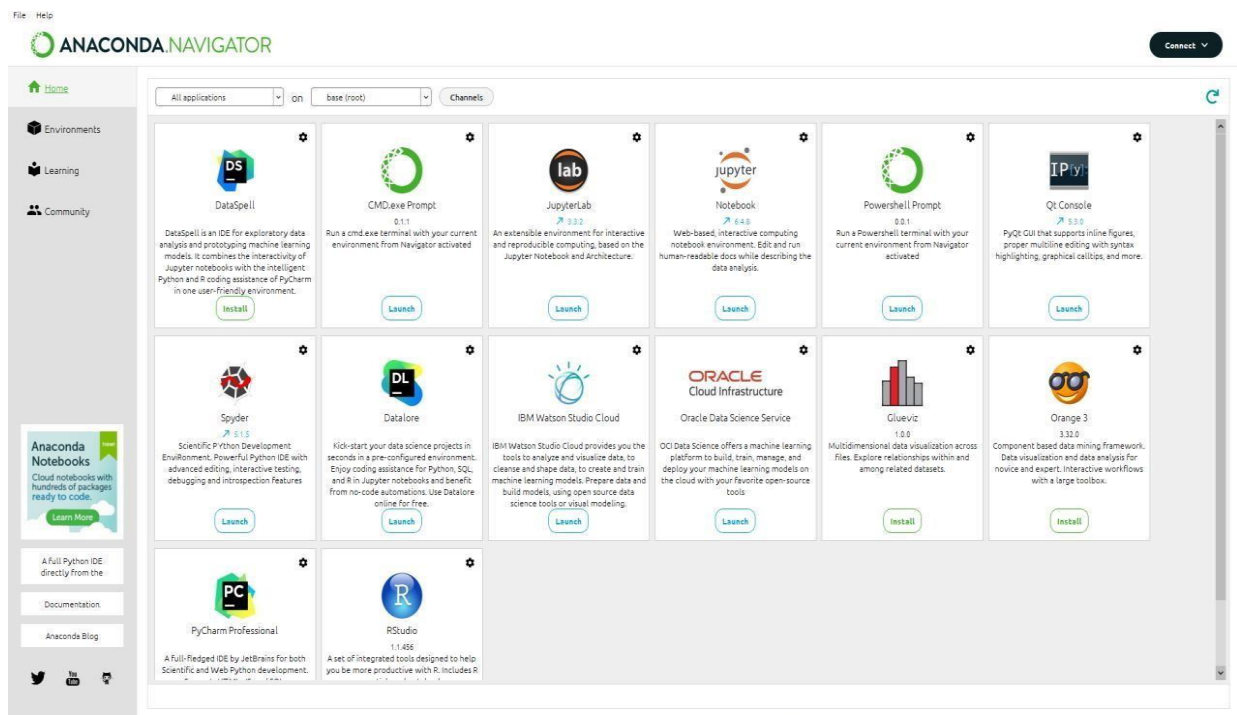 File Help
ANACONDA.NAVIGATOR
Connect
Home
Environments
Learning
Community
All applications
on
base (root)
Channels
DS
DataSpell
DataSpell is an IDE for exploratory data
analysis and prototyping machine learning
models. It combines the interactivity of
Jupyter notebooks with the intelligent
Python and R coding assistance of PyCharm
in one user-friendly environment.
Install
CMD.exe Prompt
0.1.1
Run a cmd.exe terminal with your current
environment from Navigator activated
Launch
lab
JupyterLab
3.3.2
An extensible environment for interactive
and reproducible computing, based on the
Jupyter Notebook and Architecture.
Launch
jupyter
Notebook
6.4.8
Web-based, interactive computing
notebook environment. Edit and run
human-readable docs while describing the
data analysis.
Launch
Powershell Prompt
0.0.1
Run a Powershell terminal with your
current environment from Navigator
activated
Launch
IP[y]:
Qt Console
5.3.0
PyQt GUI that supports inline figures,
proper multiline editing with syntax
highlighting, graphical calltips, and more.
Launch
Spyder
5.1.5
Scientific PYthon Development
EnviRonment. Powerful Python IDE with
advanced editing, interactive testing,
debugging and introspection features
Launch
DL
Datalore
Kick-start your data science projects in
seconds in a pre-configured environment.
Enjoy coding assistance for Python, SQL,
and R in Jupyter notebooks and benefit
from no-code automations. Use Datalore
online for free.
Launch
IBM Watson Studio Cloud
IBM Watson Studio Cloud provides you the
tools to analyze and visualize data, to
cleanse and shape data, to create and train
machine learning models. Prepare data and
build models, using open source data
science tools or visual modeling.
Launch
ORACLE
Cloud Infrastructure
Oracle Data Science Service
OCI Data Science offers a machine learning
platform to build, train, manage, and
deploy your machine learning models on
the cloud with your favorite open-source
tools
Launch
Glueviz
1.0.0
Multidimensional data visualization across
files. Explore relationships within and
among related datasets.
Install
Orange 3
3.32.0
Component based data mining framework.
Data visualization and data analysis for
novice and expert. Interactive workflows
with a large toolbox.
Install
PC
PyCharm Professional
A full-fledged IDE by JetBrains for both
Scientific and Web Python development.
R
RStudio
1.1.456
A set of integrated tools designed to help
you be more productive with R. Includes R
Anaconda
Notebooks
New!
Cloud notebooks with
hundreds of packages
ready to code.
Learn More
A full Python IDE
directly from the
Documentation
Anaconda Blog
You
Tube